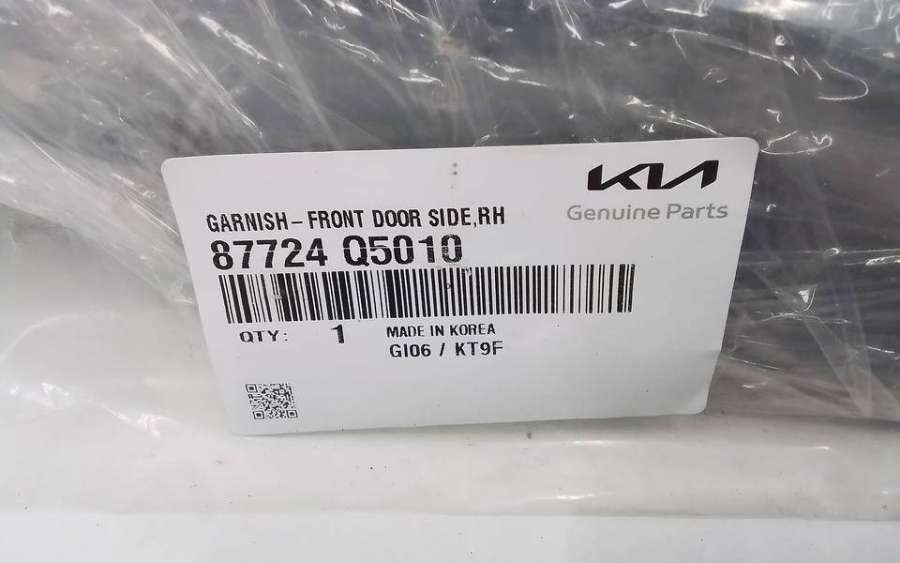 KIA
Genuine Parts
GARNISH-FRONT DOOR SIDE,RH
87724 Q5010
QTY: 1 MADE IN KOREA
GI06 / KT9F